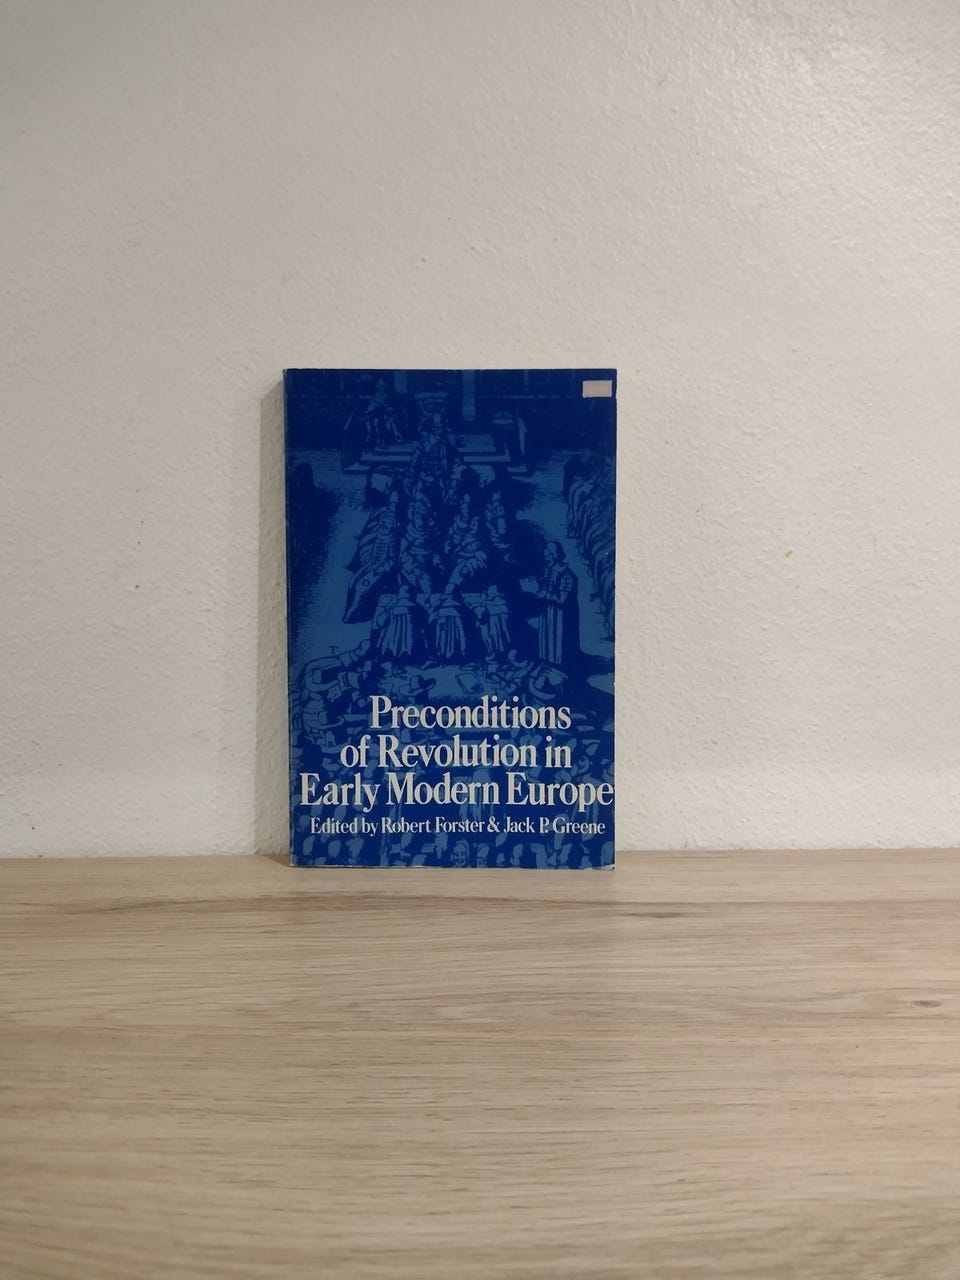 Preconditions
of Revolution in
Early Modern Europe
Edited by Robert Forster & Jack P. Greene
T